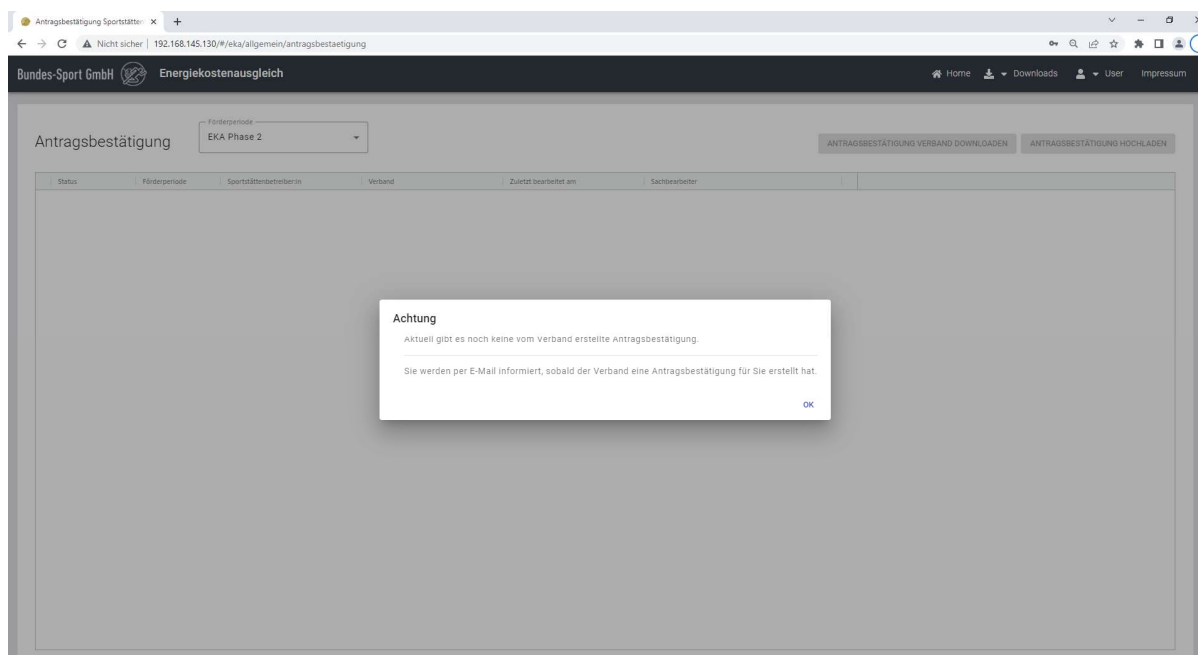 Antragsbestätigung Sportstätten
Nicht sicher | 192.168.145.130/#/eka/allgemein/antragsbestaetigung
Bundes-Sport GmbH Energiekostenausgleich Home Downloads User Impressum
Förderperiode
Antragsbestätigung EKA Phase 2 ANTRAGSBESTÄTIGUNG VERBAND DOWNLOADEN ANTRAGSBESTÄTIGUNG HOCHLADEN
Status Förderperiode Sportstättenbetreiber:in Verband Zuletzt bearbeitet am Sachbearbeiter
Achtung
Aktuell gibt es noch keine vom Verband erstellte Antragsbestätigung.
Sie werden per E-Mail informiert, sobald der Verband eine Antragsbestätigung für Sie erstellt hat.
OK